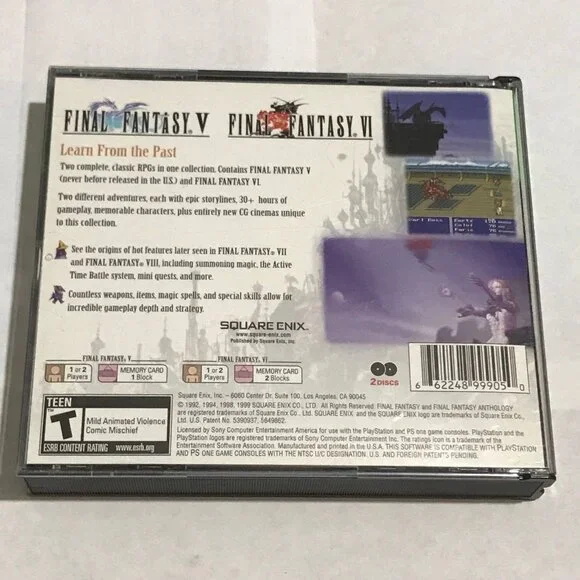 FINAL FANTASY V
FINAL FANTASY VI
Learn From the Past
Two complete, classic RPGs in one collection. Contains FINAL FANTASY V
(never before released in the U.S.) and FINAL FANTASY VI.
Two different adventures, each with epic storylines, 30+ hours of
gameplay, memorable characters, plus entirely new CG cinemas unique
to this collection.
See the origins of hot features later seen in FINAL FANTASY® VII
and FINAL FANTASY® VIII, including summoning magic, the Active
Time Battle system, mini quests, and more.
Countless weapons, items, magic spells, and special skills allow for
incredible gameplay depth and strategy.
SQUARE ENIX
www.square-enix.com
Published by Square Enix, Inc.
FINAL FANTASY® V
1 or 2
Players
MEMORY CARD
1 Block
FINAL FANTASY® VI
1 or 2
Players
MEMORY CARD
2 Blocks
2 DISCS
6 62248 99905 0
TEEN
T
Mild Animated Violence
Comic Mischief
ESRB CONTENT RATING www.esrb.org
Square Enix, Inc. – 6060 Center Dr. Suite 100, Los Angeles, CA 90045
© 1992, 1994, 1998, 1999 SQUARE ENIX CO., LTD. All Rights Reserved. FINAL FANTASY and FINAL FANTASY ANTHOLOGY
are registered trademarks of Square Enix Co., Ltd. SQUARE ENIX and the SQUARE ENIX logo are registered trademarks of Square Enix Co.,
Ltd. U.S. Patent No. 5390937, 5649862.
Licensed by Sony Computer Entertainment America for use with the PlayStation and PS one game consoles. PlayStation and the
PlayStation logos are registered trademarks of Sony Computer Entertainment Inc. The ratings icon is a trademark of the
Entertainment Software Association. Manufactured and printed in the U.S.A. THIS SOFTWARE IS COMPATIBLE WITH PLAYSTATION
AND PS ONE GAME CONSOLES WITH THE NTSC U/C DESIGNATION. U.S. AND FOREIGN PATENTS PENDING.